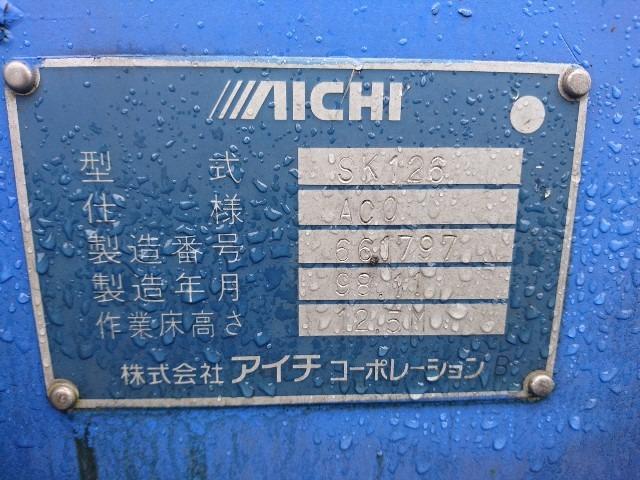 AICHI
型式 SK126
仕様 AC0
製造番号 661797
製造年月 98.11
作業床高さ 12.5M
株式会社 アイチ コーポレーション B